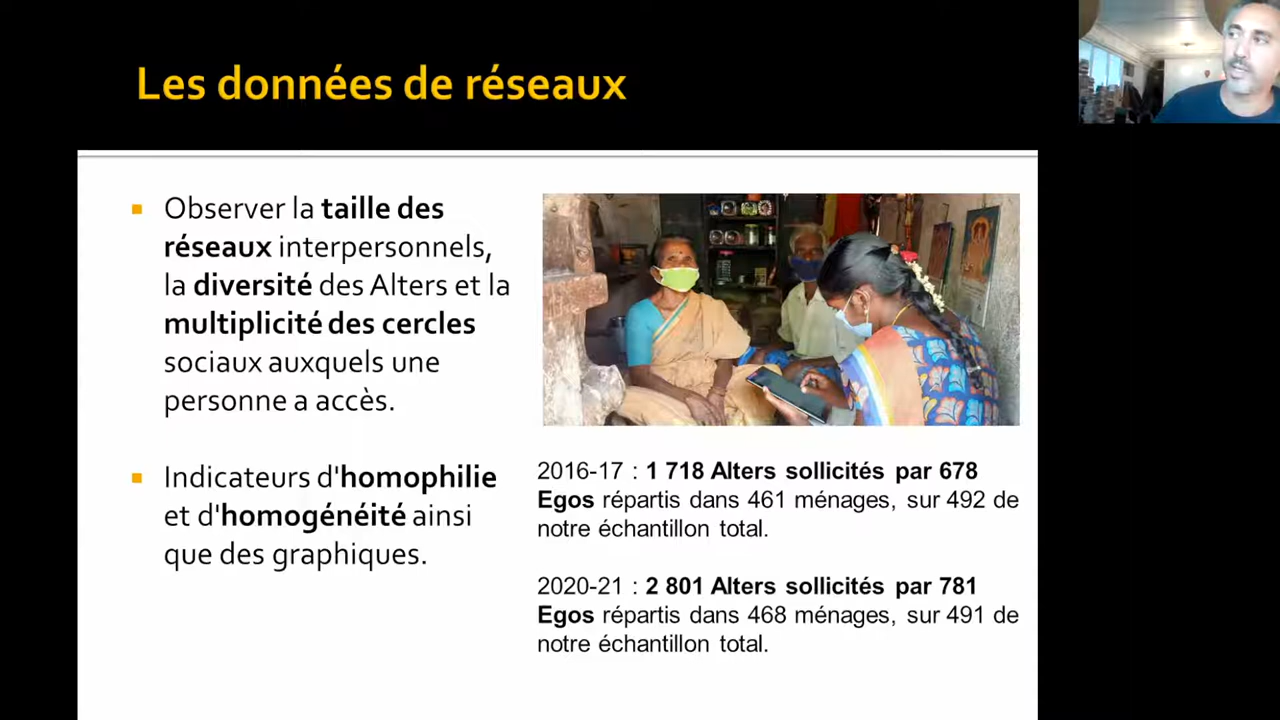 Les données de réseaux
Observer la taille des
réseaux interpersonnels,
la diversité des Alters et la
multiplicité des cercles
sociaux auxquels une
personne a accès.
Indicateurs d'homophilie
et d'homogénéité ainsi
que des graphiques.
2016-17 : 1 718 Alters sollicités par 678
Egos répartis dans 461 ménages, sur 492 de
notre échantillon total.
2020-21 : 2 801 Alters sollicités par 781
Egos répartis dans 468 ménages, sur 491 de
notre échantillon total.